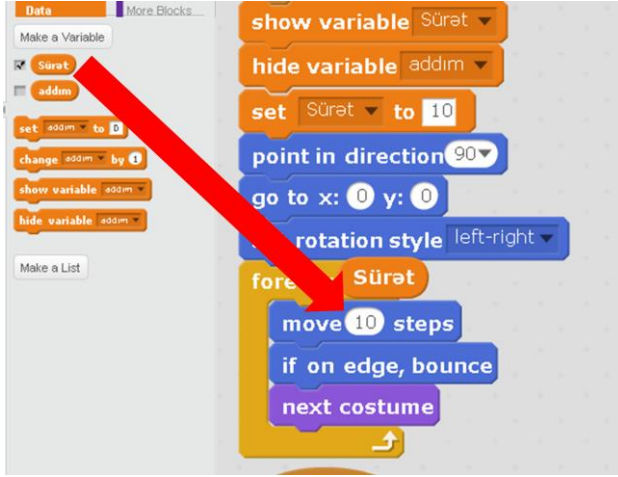 Data
More Blocks
Make a Variable
Sürət
addım
set addım to 0
change addım by 1
show variable addım
hide variable addım
Make a List
show variable Sürət
hide variable addım
set Sürət to 10
point in direction 90
go to x: 0 y: 0
rotation style left-right
Sürət
move 10 steps
if on edge, bounce
next costume